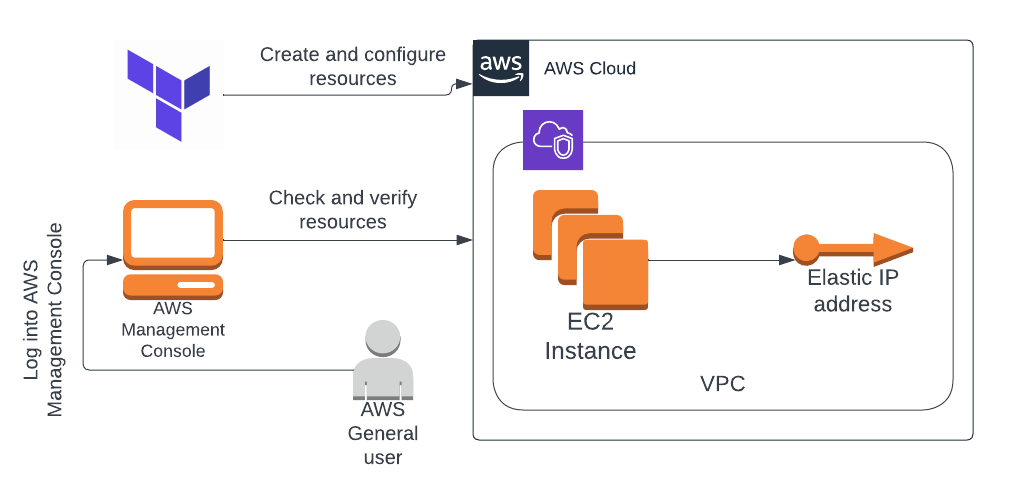 Create and configure
resources
aws
AWS Cloud
Check and verify
resources
Log into AWS
Management Console
AWS
Management
Console
AWS
General
user
EC2
Instance
Elastic IP
address
VPC